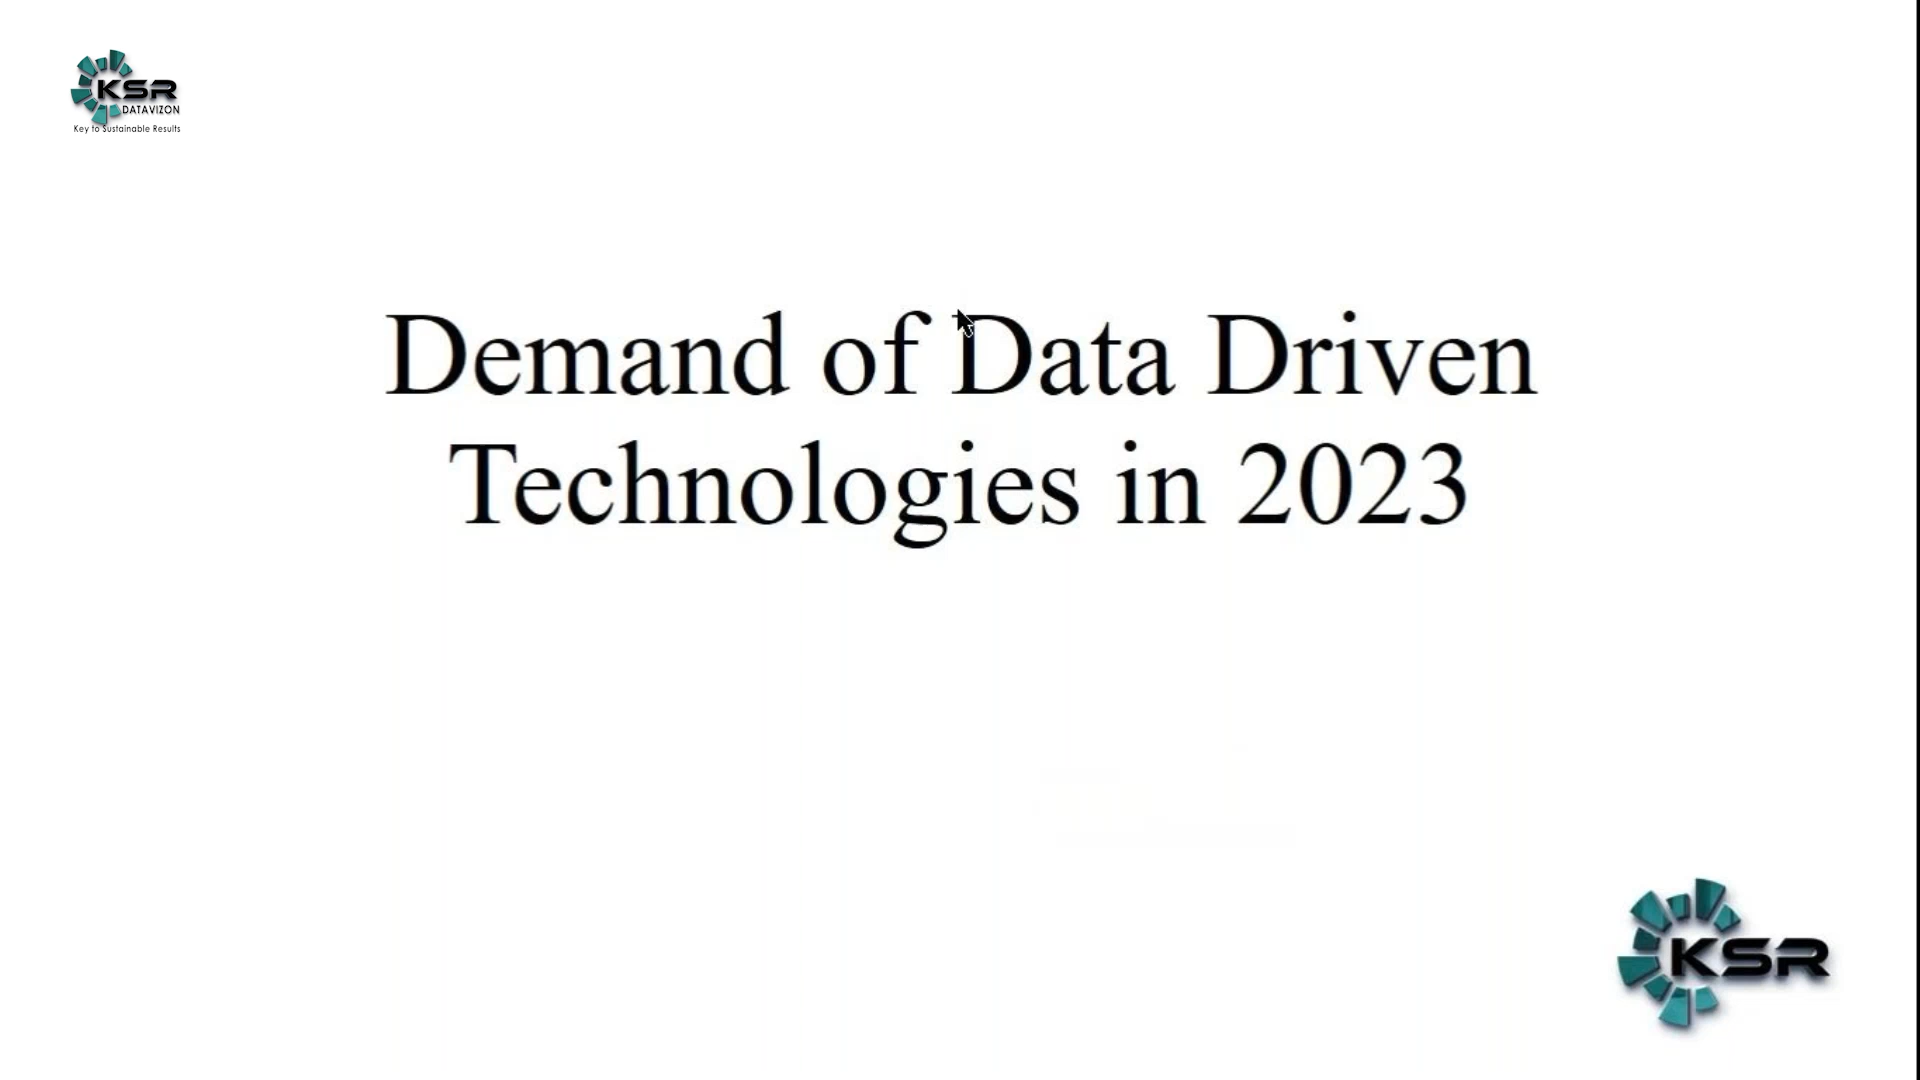 KSR
DATAVIZON
Key to Sustainable Results
Demand of Data Driven
Technologies in 2023
KSR